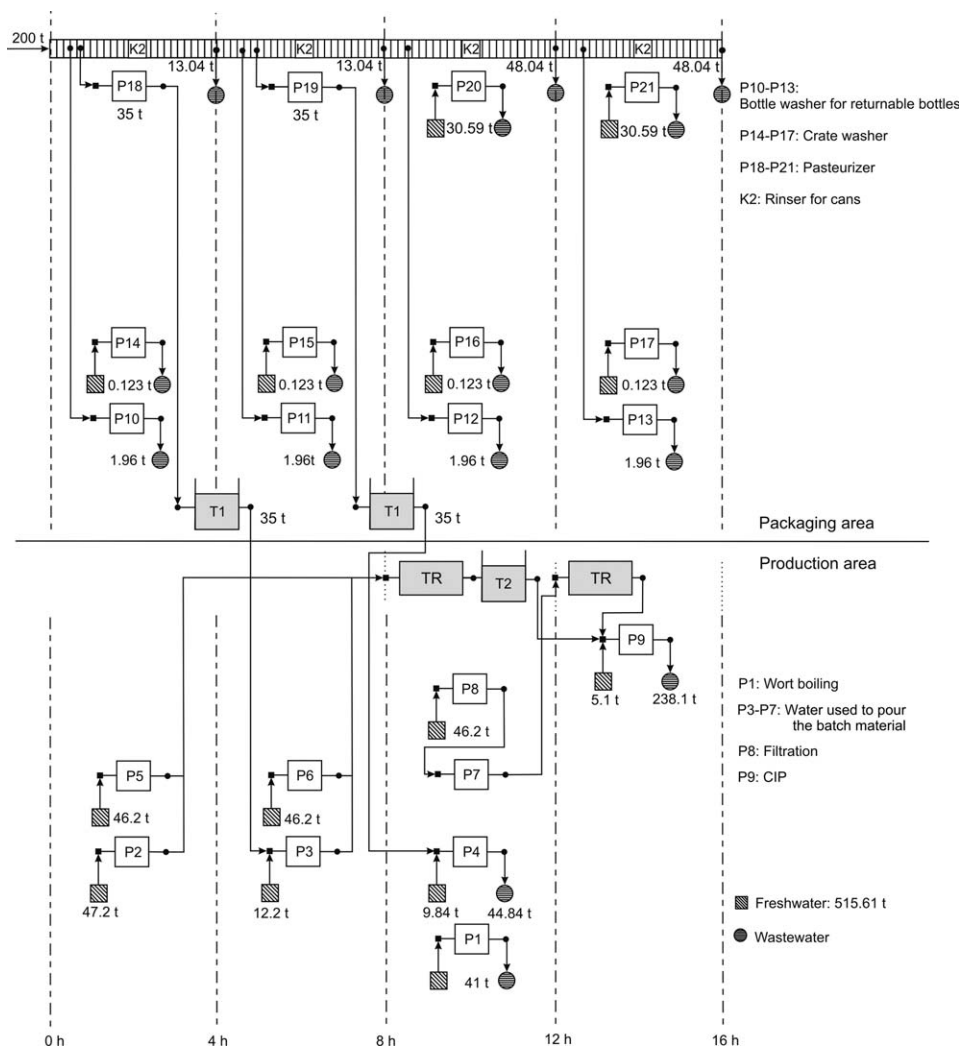 200 t
K2 K2 K2 K2
13.04 t 13.04 t 48.04 t 48.04 t
P18 P19 P20 P21
35 t 35 t 30.59 t 30.59 t
P10-P13:
Bottle washer for returnable bottles
P14-P17: Crate washer
P18-P21: Pasteurizer
K2: Rinser for cans
P14 P15 P16 P17
0.123 t 0.123 t 0.123 t 0.123 t
P10 P11 P12 P13
1.96 t 1.96t 1.96 t 1.96 t
T1 35 t T1 35 t
Packaging area
Production area
TR T2 TR
P9
5.1 t 238.1 t
P8
46.2 t
P7
P1: Wort boiling
P3-P7: Water used to pour
the batch material
P8: Filtration
P9: CIP
P5 P6
46.2 t 46.2 t
P2 P3 P4
47.2 t 12.2 t 9.84 t 44.84 t
Freshwater: 515.61 t
Wastewater
P1
41 t
0 h 4 h 8 h 12 h 16 h